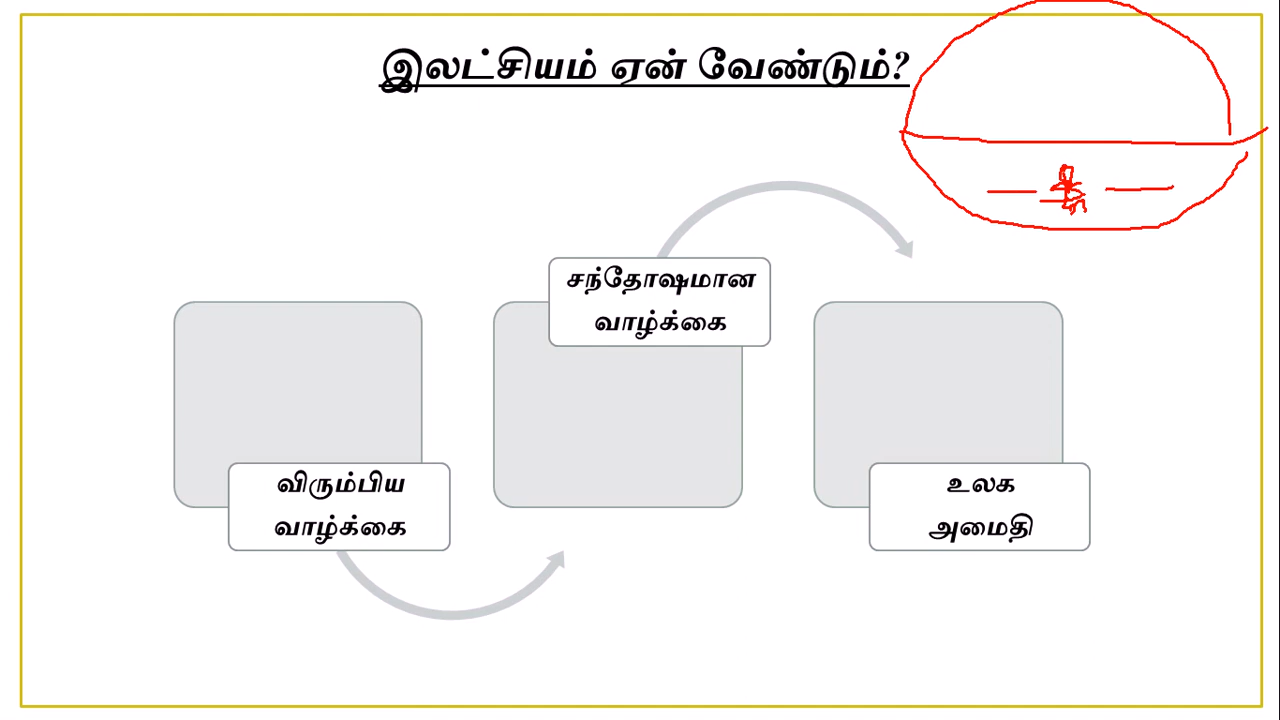 இலட்சியம் ஏன் வேண்டும்?
விரும்பிய
வாழ்க்கை
சந்தோஷமான
வாழ்க்கை
உலக
அமைதி